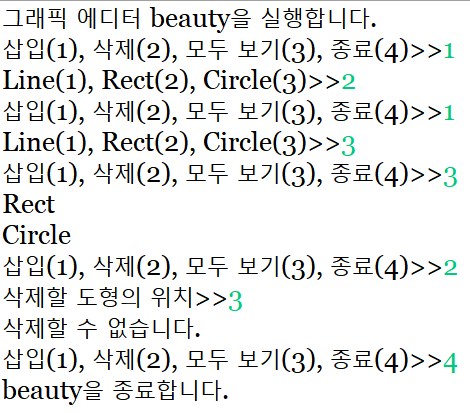 그래픽 에디터 beauty을 실행합니다.
삽입(1), 삭제(2), 모두 보기(3), 종료(4)>>1
Line(1), Rect(2), Circle(3)>>2
삽입(1), 삭제(2), 모두 보기(3), 종료(4)>>1
Line(1), Rect(2), Circle(3)>>3
삽입(1), 삭제(2), 모두 보기(3), 종료(4)>>3
Rect
Circle
삽입(1), 삭제(2), 모두 보기(3), 종료(4)>>2
삭제할 도형의 위치>>3
삭제할 수 없습니다.
삽입(1), 삭제(2), 모두 보기(3), 종료(4)>>4
beauty을 종료합니다.